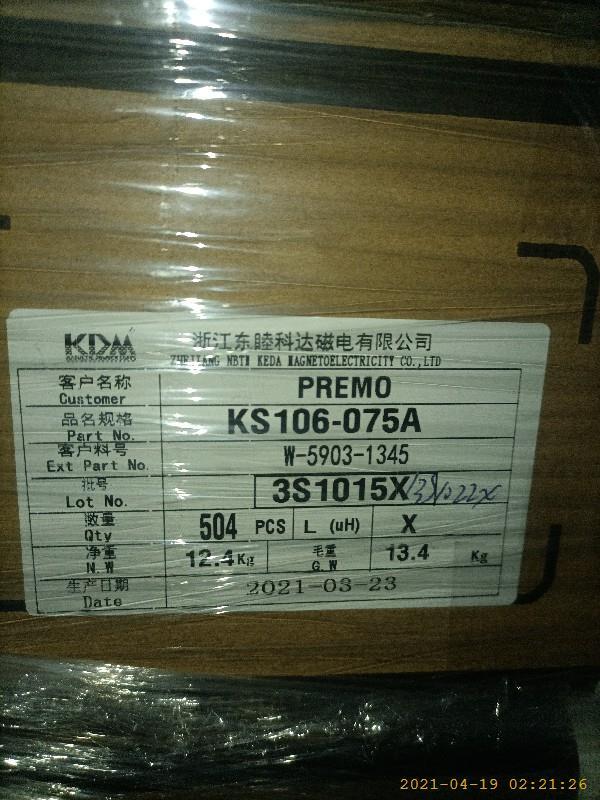 KDM
浙江东睦科达磁电有限公司
ZHEJIANG NBTM KEDA MAGNETOELECTRICITY CO.,LTD
客户名称
Customer
PREMO
品名规格
Part No.
KS106-075A
客户料号
Ext Part No.
W-5903-1345
批号
Lot No.
3S1015X/3S1022X
数量
Qty
504 PCS L (uH) X
净重
N.W
12.4Kg
毛重
G.W
13.4 Kg
生产日期
Date
2021-03-23
2021-04-19 02:21:26